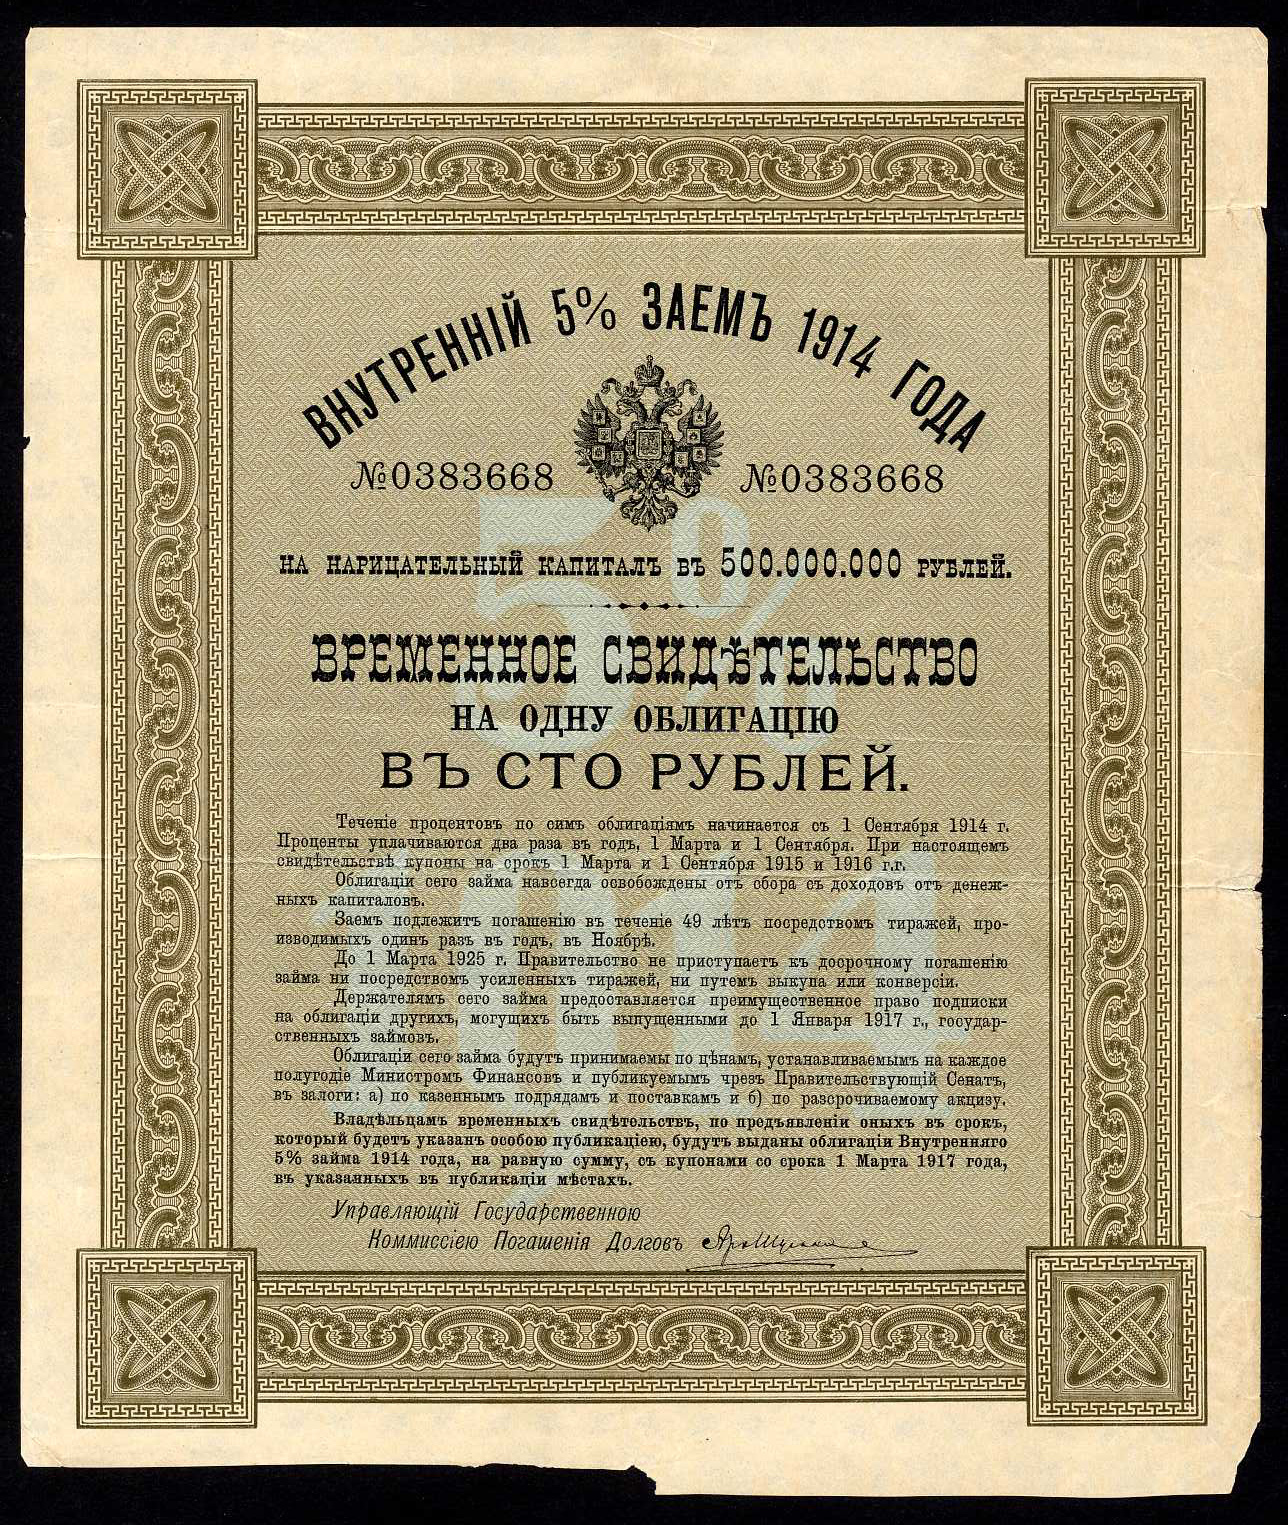 ВНУТРЕННІЙ 5% ЗАЕМЪ 1914 ГОДА
№0383668 №0383668
НА НАРИЦАТЕЛЬНЫЙ КАПИТАЛЪ ВЪ 500.000.000 РУБЛЕЙ.
ВРЕМЕННОЕ СВИДѢТЕЛЬСТВО
НА ОДНУ ОБЛИГАЦІЮ
ВЪ СТО РУБЛЕЙ.
5%
1914
Теченіе процентовъ по симъ облигаціямъ начинается съ 1 Сентября 1914 г.
Проценты уплачиваются два раза въ годъ, 1 Марта и 1 Сентября. При настоящемъ
свидѣтельствѣ купоны на срокъ 1 Марта и 1 Сентября 1915 и 1916 г.г.
Облигаціи сего займа навсегда освобождены отъ сбора съ доходовъ отъ денеж-
ныхъ капиталовъ.
Заемъ подлежитъ погашенію въ теченіе 49 лѣтъ посредствомъ тиражей, про-
изводимыхъ одинъ разъ въ годъ, въ Ноябрѣ.
До 1 Марта 1925 г. Правительство не приступаетъ къ досрочному погашенію
займа ни посредствомъ усиленныхъ тиражей, ни путемъ выкупа или конверсіи.
Держателямъ сего займа предоставляется преимущественное право подписки
на облигаціи другихъ, могущихъ быть выпущенными до 1 Января 1917 г., государ-
ственныхъ займовъ.
Облигаціи сего займа будутъ принимаемы по цѣнамъ, устанавливаемымъ на каждое
полугодіе Министромъ Финансовъ и публикуемымъ чрезъ Правительствующій Сенатъ,
въ залоги: а) по казеннымъ подрядамъ и поставкамъ и б) по разсрочиваемому акцизу.
Владѣльцамъ временныхъ свидѣтельствъ, по предъявленіи оныхъ въ срокъ,
который будетъ указанъ особою публикаціею, будутъ выданы облигаціи Внутренняго
5% займа 1914 года, на равную сумму, съ купонами со срока 1 Марта 1917 года,
въ указанныхъ въ публикаціи мѣстахъ.
Управляющій Государственною
Коммиссіею Погашенія Долговъ